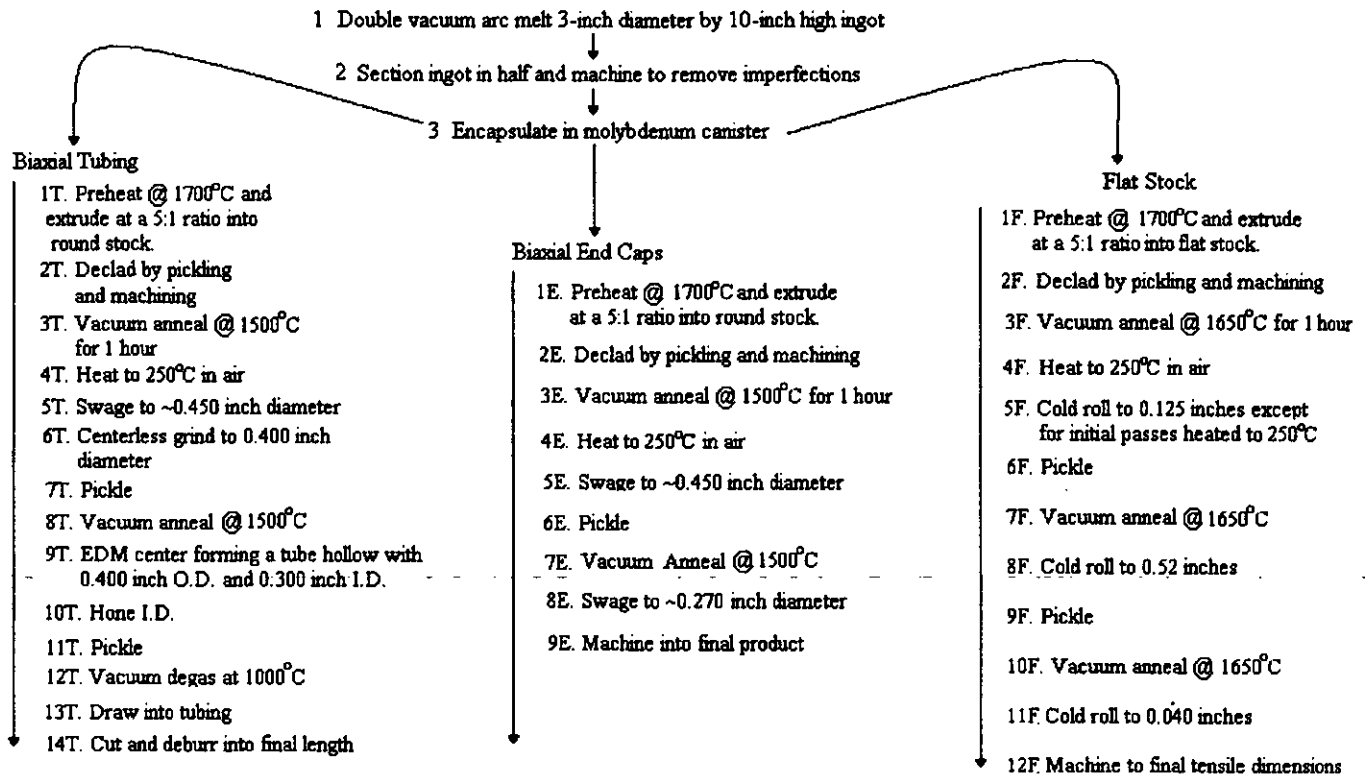 1 Double vacuum arc melt 3-inch diameter by 10-inch high ingot
2 Section ingot in half and machine to remove imperfections
3 Encapsulate in molybdenum canister
Biaxial Tubing
1T. Preheat @ 1700°C and
extrude at a 5:1 ratio into
round stock.
2T. Declad by pickling
and machining
3T. Vacuum anneal @ 1500°C
for 1 hour
4T. Heat to 250°C in air
5T. Swage to ~0.450 inch diameter
6T. Centerless grind to 0.400 inch
diameter
7T. Pickle
8T. Vacuum anneal @ 1500°C
9T. EDM center forming a tube hollow with
0.400 inch O.D. and 0.300 inch I.D.
10T. Hone I.D.
11T. Pickle
12T. Vacuum degas at 1000°C
13T. Draw into tubing
14T. Cut and deburr into final length
Biaxial End Caps
1E. Preheat @ 1700°C and extrude
at a 5:1 ratio into round stock.
2E. Declad by pickling and machining
3E. Vacuum anneal @ 1500°C for 1 hour
4E. Heat to 250°C in air
5E. Swage to ~0.450 inch diameter
6E. Pickle
7E. Vacuum Anneal @ 1500°C
8E. Swage to ~0.270 inch diameter
9E. Machine into final product
Flat Stock
1F. Preheat @ 1700°C and extrude
at a 5:1 ratio into flat stock.
2F. Declad by pickling and machining
3F. Vacuum anneal @ 1650°C for 1 hour
4F. Heat to 250°C in air
5F. Cold roll to 0.125 inches except
for initial passes heated to 250°C
6F. Pickle
7F. Vacuum anneal @ 1650°C
8F. Cold roll to 0.52 inches
9F. Pickle
10F. Vacuum anneal @ 1650°C
11F. Cold roll to 0.040 inches
12F. Machine to final tensile dimensions